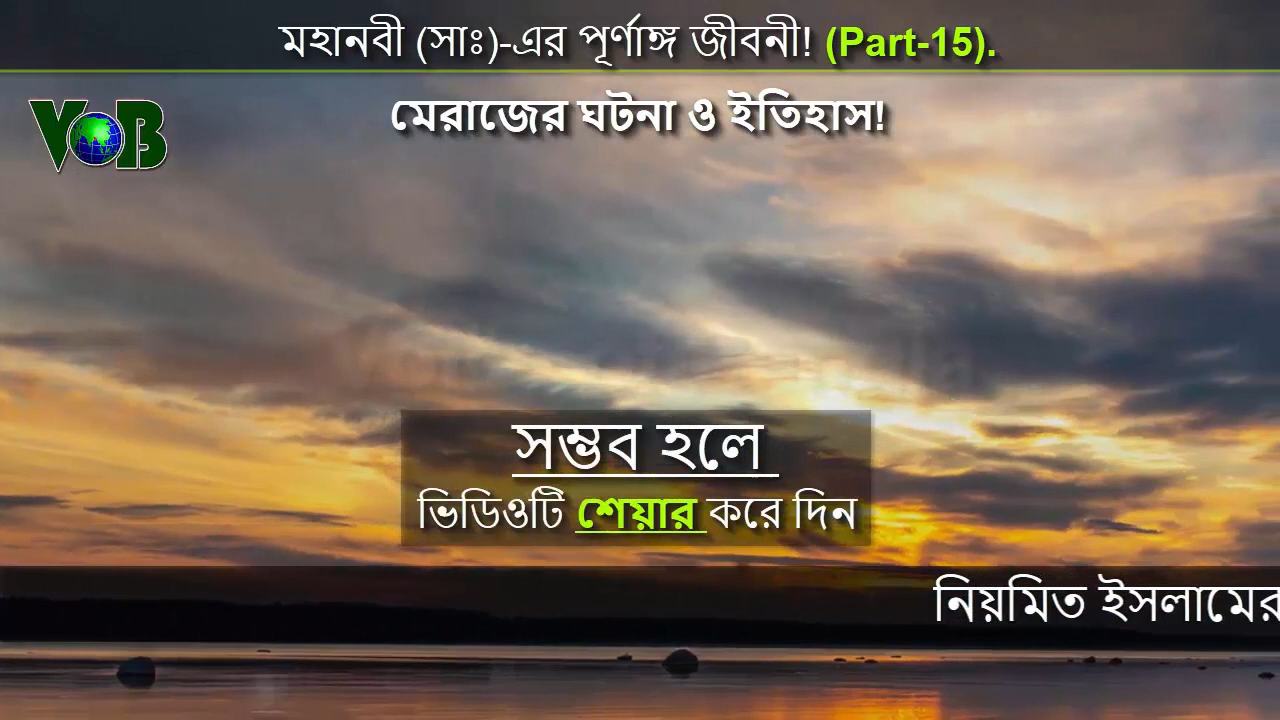 মহানবী (সাঃ)-এর পূর্ণাঙ্গ জীবনী! (Part-15).
VOB
মেরাজের ঘটনা ও ইতিহাস!
সম্ভব হলে
ভিডিওটি শেয়ার করে দিন
নিয়মিত ইসলামের